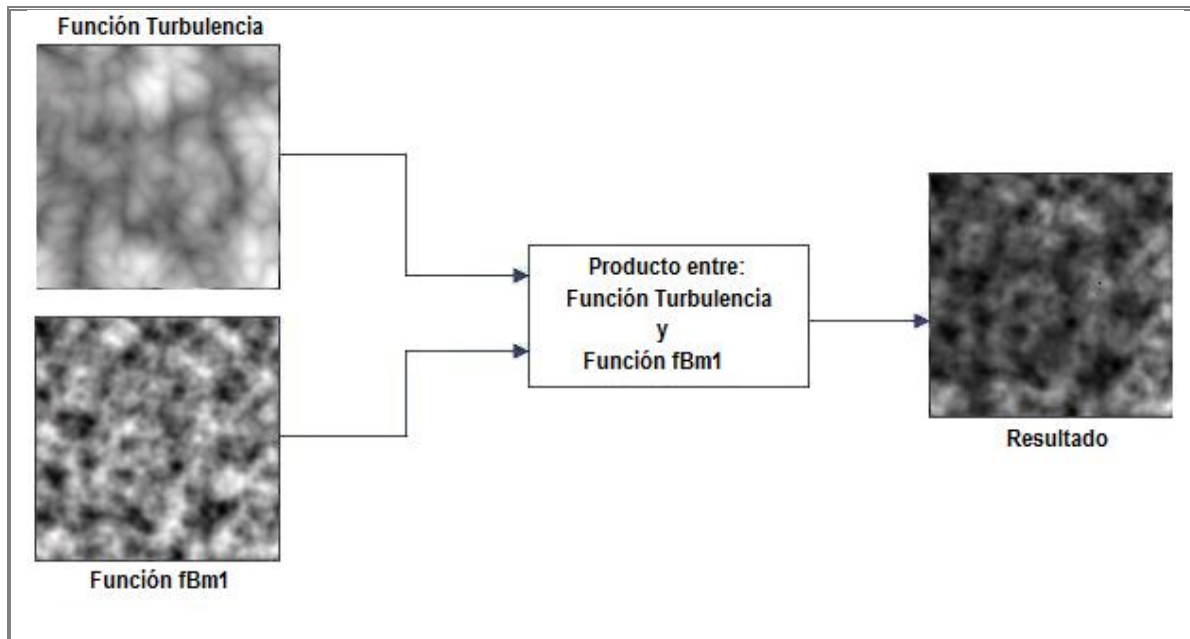 Función Turbulencia
Producto entre:
Función Turbulencia
y
Función fBm1
Resultado
Función fBm1